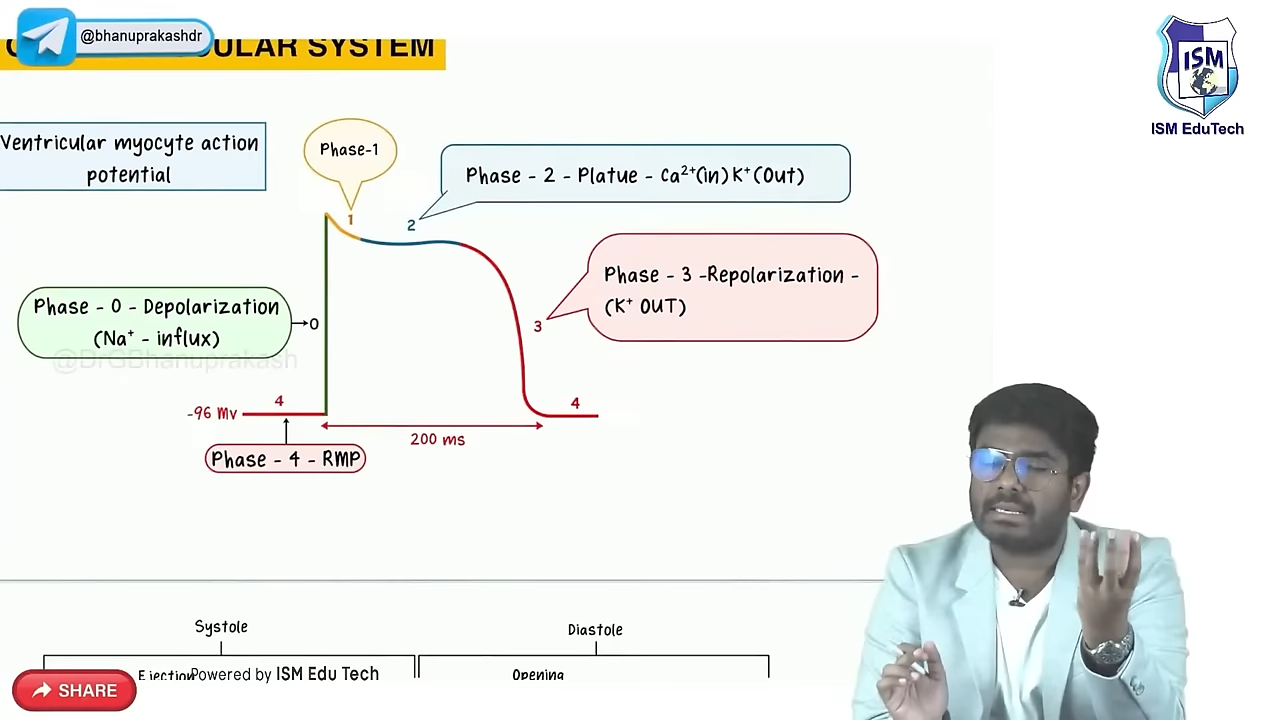 @bhanuprakashdr
ULAR SYSTEM
ISM
ISM EduTech
Ventricular myocyte action
potential
Phase-1
Phase - 2 - Platue - Ca²⁺(in) K⁺(Out)
1
2
Phase - 3 -Repolarization -
(K⁺ OUT)
Phase - 0 - Depolarization
(Na⁺ - influx)
0
3
@DrGBhanuprakash
4
4
-96 Mv
200 ms
Phase - 4 - RMP
Systole
Diastole
Ejection
Opening
Powered by ISM Edu Tech
SHARE